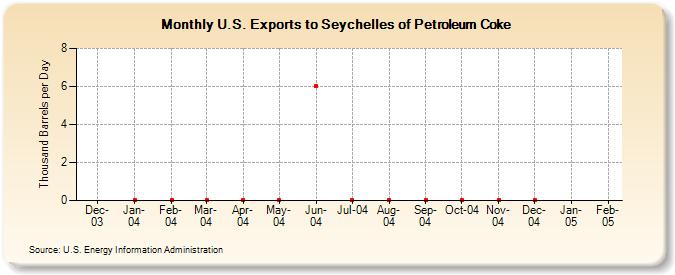 Monthly U.S. Exports to Seychelles of Petroleum Coke
Thousand Barrels per Day
8
6
4
2
0
Dec-03 Jan-04 Feb-04 Mar-04 Apr-04 May-04 Jun-04 Jul-04 Aug-04 Sep-04 Oct-04 Nov-04 Dec-04 Jan-05 Feb-05
Source: U.S. Energy Information Administration